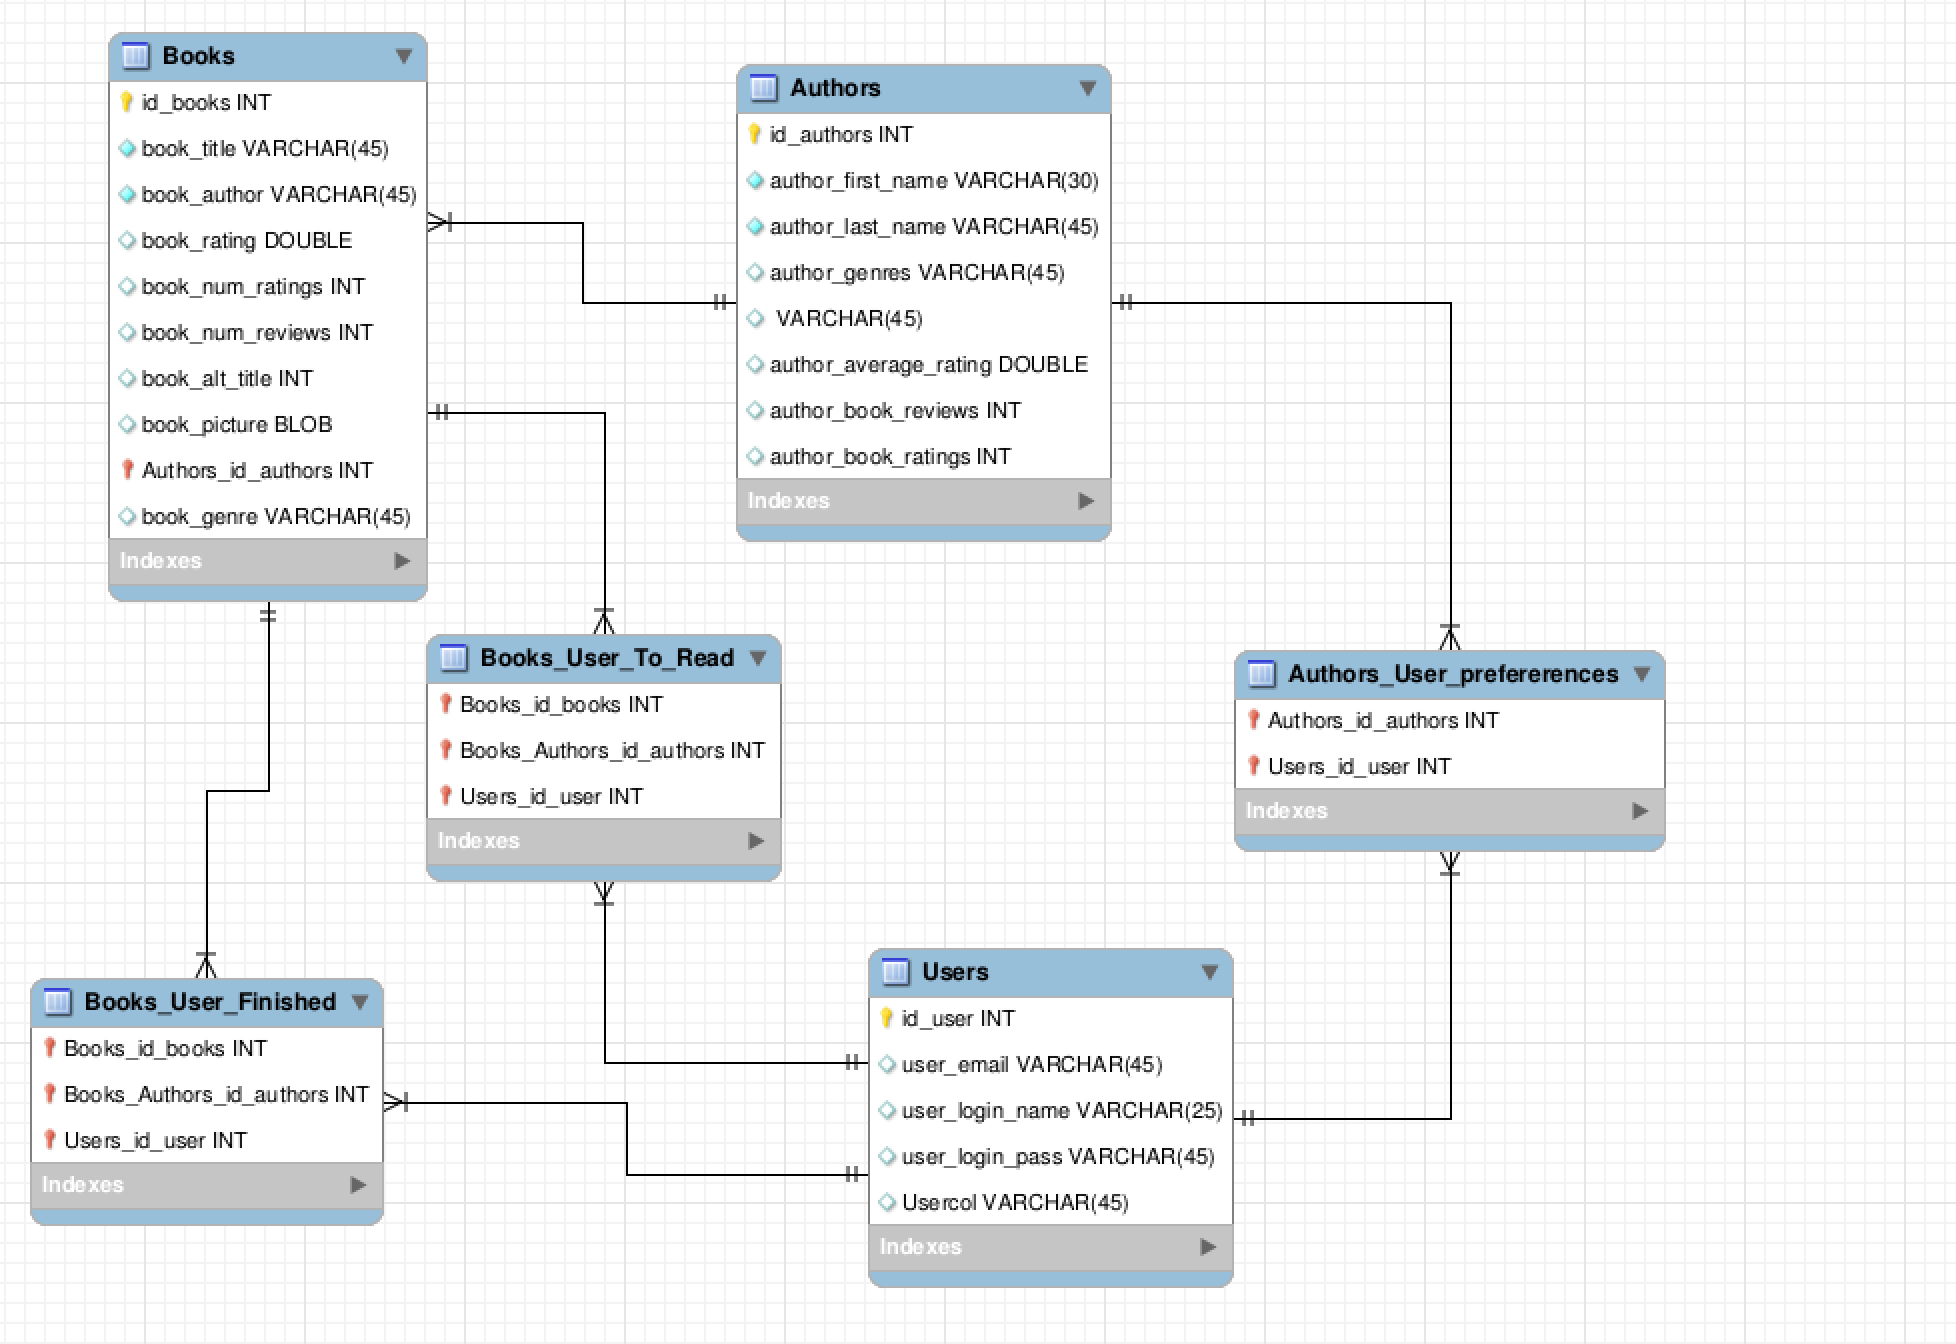 Books
id_books INT
book_title VARCHAR(45)
book_author VARCHAR(45)
book_rating DOUBLE
book_num_ratings INT
book_num_reviews INT
book_alt_title INT
book_picture BLOB
Authors_id_authors INT
book_genre VARCHAR(45)
Indexes
Authors
id_authors INT
author_first_name VARCHAR(30)
author_last_name VARCHAR(45)
author_genres VARCHAR(45)
VARCHAR(45)
author_average_rating DOUBLE
author_book_reviews INT
author_book_ratings INT
Indexes
Books_User_To_Read
Books_id_books INT
Books_Authors_id_authors INT
Users_id_user INT
Indexes
Authors_User_prefererences
Authors_id_authors INT
Users_id_user INT
Indexes
Books_User_Finished
Books_id_books INT
Books_Authors_id_authors INT
Users_id_user INT
Indexes
Users
id_user INT
user_email VARCHAR(45)
user_login_name VARCHAR(25)
user_login_pass VARCHAR(45)
Usercol VARCHAR(45)
Indexes